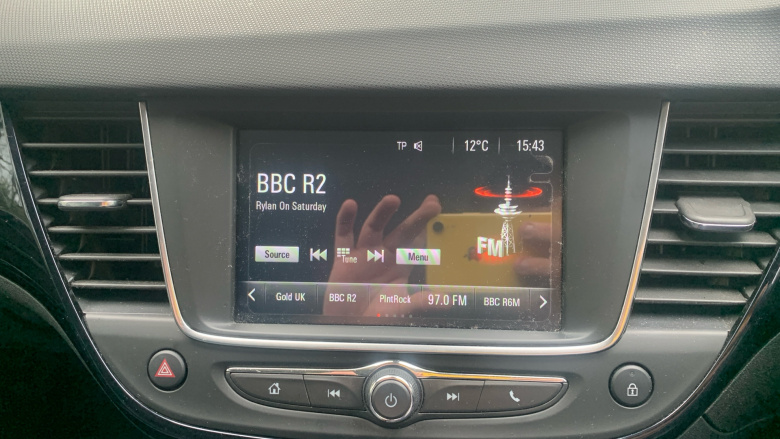 TP 12°C 15:43
BBC R2
Rylan On Saturday
FM
Source Tune Menu
Gold UK BBC R2 PlntRock 97.0 FM BBC R6M